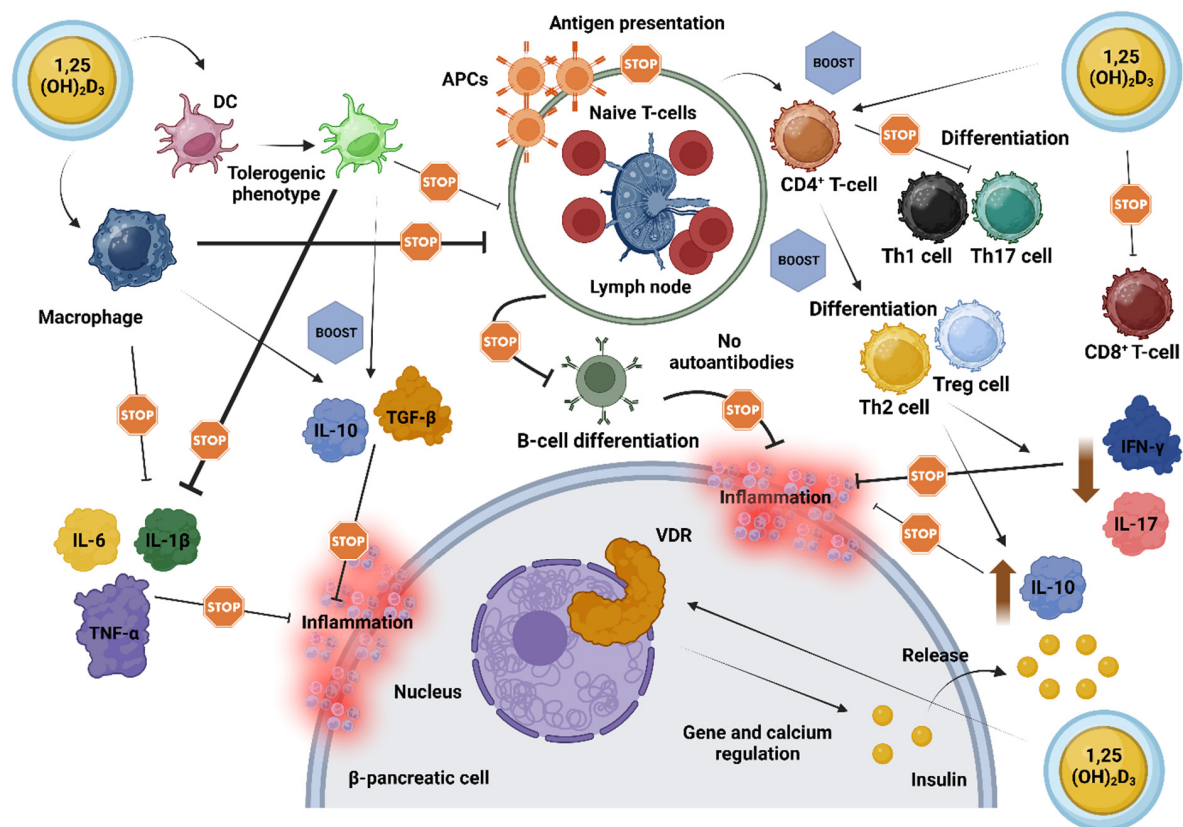 Antigen presentation
1,25
(OH)₂D₃
DC
APCs
STOP
BOOST
1,25
(OH)₂D₃
Naive T-cells
Tolerogenic
phenotype
STOP
CD4⁺ T-cell
STOP
Differentiation
STOP
STOP
Th1 cell
Th17 cell
Lymph node
BOOST
Macrophage
BOOST
STOP
No
autoantibodies
Differentiation
CD8⁺ T-cell
Treg cell
Th2 cell
STOP
STOP
IL-10
TGF-β
STOP
B-cell differentiation
IFN-γ
STOP
IL-6
IL-1β
STOP
Inflammation
IL-17
STOP
VDR
IL-10
TNF-α
STOP
Inflammation
Release
Nucleus
Gene and calcium
regulation
β-pancreatic cell
Insulin
1,25
(OH)₂D₃